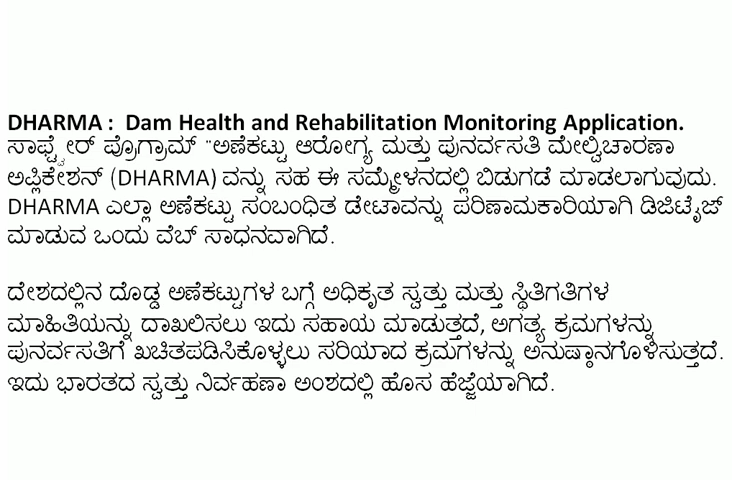 DHARMA : Dam Health and Rehabilitation Monitoring Application.
ಸಾಫ್ಟ್ವೇರ್ ಪ್ರೊಗ್ರಾಮ್ "ಅಣೆಕಟ್ಟು ಆರೋಗ್ಯ ಮತ್ತು ಪುನರ್ವಸತಿ ಮೇಲ್ವಿಚಾರಣಾ
ಅಪ್ಲಿಕೇಶನ್ (DHARMA) ವನ್ನು ಸಹ ಈ ಸಮ್ಮೇಳನದಲ್ಲಿ ಬಿಡುಗಡೆ ಮಾಡಲಾಗುವುದು.
DHARMA ಎಲ್ಲಾ ಅಣೆಕಟ್ಟು ಸಂಬಂಧಿತ ಡೇಟಾವನ್ನು ಪರಿಣಾಮಕಾರಿಯಾಗಿ ಡಿಜಿಟೈಜ್
ಮಾಡುವ ಒಂದು ವೆಬ್ ಸಾಧನವಾಗಿದೆ.
ದೇಶದಲ್ಲಿನ ದೊಡ್ಡ ಅಣೆಕಟ್ಟುಗಳ ಬಗ್ಗೆ ಅಧಿಕೃತ ಸ್ವತ್ತು ಮತ್ತು ಸ್ಥಿತಿಗತಿಗಳ
ಮಾಹಿತಿಯನ್ನು ದಾಖಲಿಸಲು ಇದು ಸಹಾಯ ಮಾಡುತ್ತದೆ, ಅಗತ್ಯ ಕ್ರಮಗಳನ್ನು
ಪುನರ್ವಸತಿಗೆ ಖಚಿತಪಡಿಸಿಕೊಳ್ಳಲು ಸರಿಯಾದ ಕ್ರಮಗಳನ್ನು ಅನುಷ್ಠಾನಗೊಳಿಸುತ್ತದೆ.
ಇದು ಭಾರತದ ಸ್ವತ್ತು ನಿರ್ವಹಣಾ ಅಂಶದಲ್ಲಿ ಹೊಸ ಹೆಜ್ಜೆಯಾಗಿದೆ.